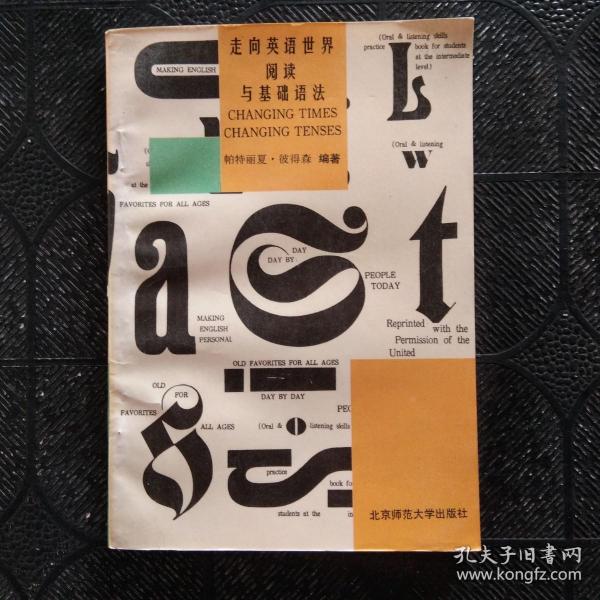 走向英语世界
阅读
与基础语法
CHANGING TIMES
CHANGING TENSES
帕特丽夏·彼得森 编著
MAKING ENGLISH
(Oral & listening skills
practice book for students
at the intermediate
level.)
(Oral & listening
at the
FAVORITES FOR ALL AGES
L
s
w
a
s
t
DAY
DAY BY
PEOPLE
TODAY
MAKING
ENGLISH
PERSONAL
Reprinted with the
Permission of the
United
OLD FAVORITES FOR ALL AGES
DAY BY DAY
OLD
FOR
FAVORITES
ALL AGES
(Oral & listening skills
practice
book fo
students at the in
北京师范大学出版社
孔夫子旧書网
www.kongfz.com